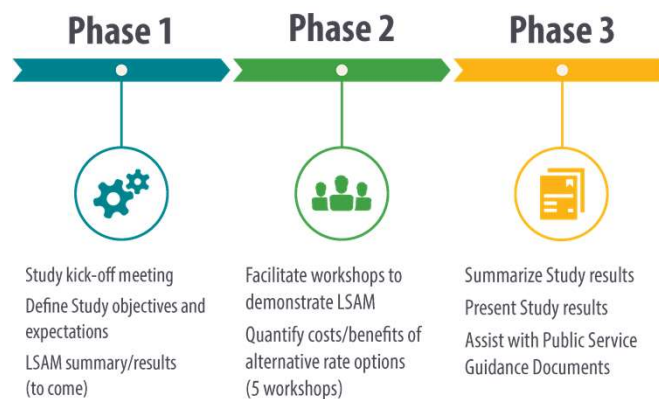 Phase 1
Phase 2
Phase 3
Study kick-off meeting
Define Study objectives and
expectations
LSAM summary/results
(to come)
Facilitate workshops to
demonstrate LSAM
Quantify costs/benefits of
alternative rate options
(5 workshops)
Summarize Study results
Present Study results
Assist with Public Service
Guidance Documents